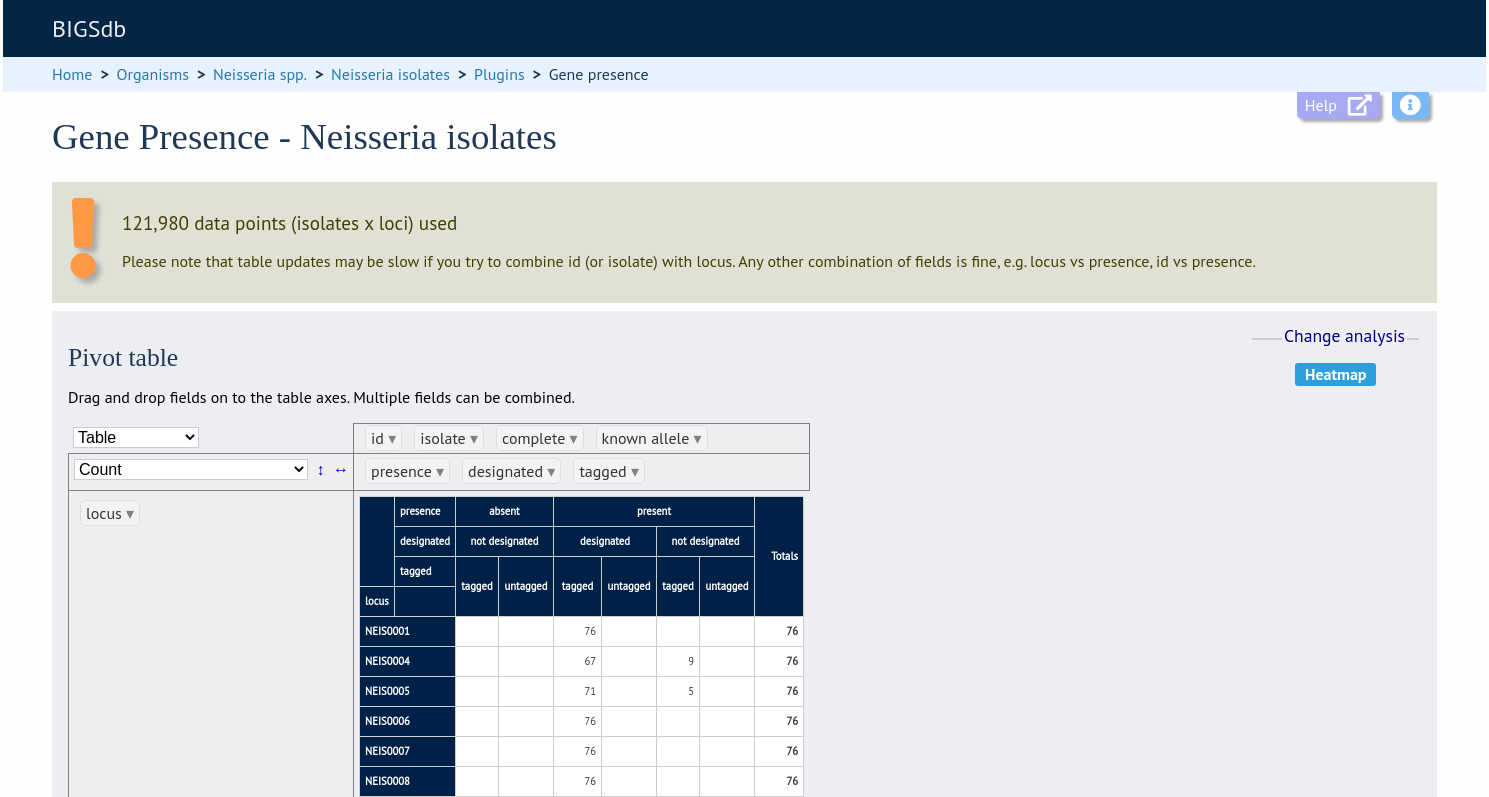 BIGSdb
Home > Organisms > Neisseria spp. > Neisseria isolates > Plugins > Gene presence
Help
Gene Presence - Neisseria isolates
121,980 data points (isolates x loci) used
Please note that table updates may be slow if you try to combine id (or isolate) with locus. Any other combination of fields is fine, e.g. locus vs presence, id vs presence.
Change analysis
Pivot table
Heatmap
Drag and drop fields on to the table axes. Multiple fields can be combined.
Table id ▾ isolate ▾ complete ▾ known allele ▾
Count ↕ ↔ presence ▾ designated ▾ tagged ▾
locus ▾
presence absent present
designated not designated designated not designated
Totals
tagged
tagged untagged tagged untagged tagged untagged
locus
NEIS0001 76 76
NEIS0004 67 9 76
NEIS0005 71 5 76
NEIS0006 76 76
NEIS0007 76 76
NEIS0008 76 76